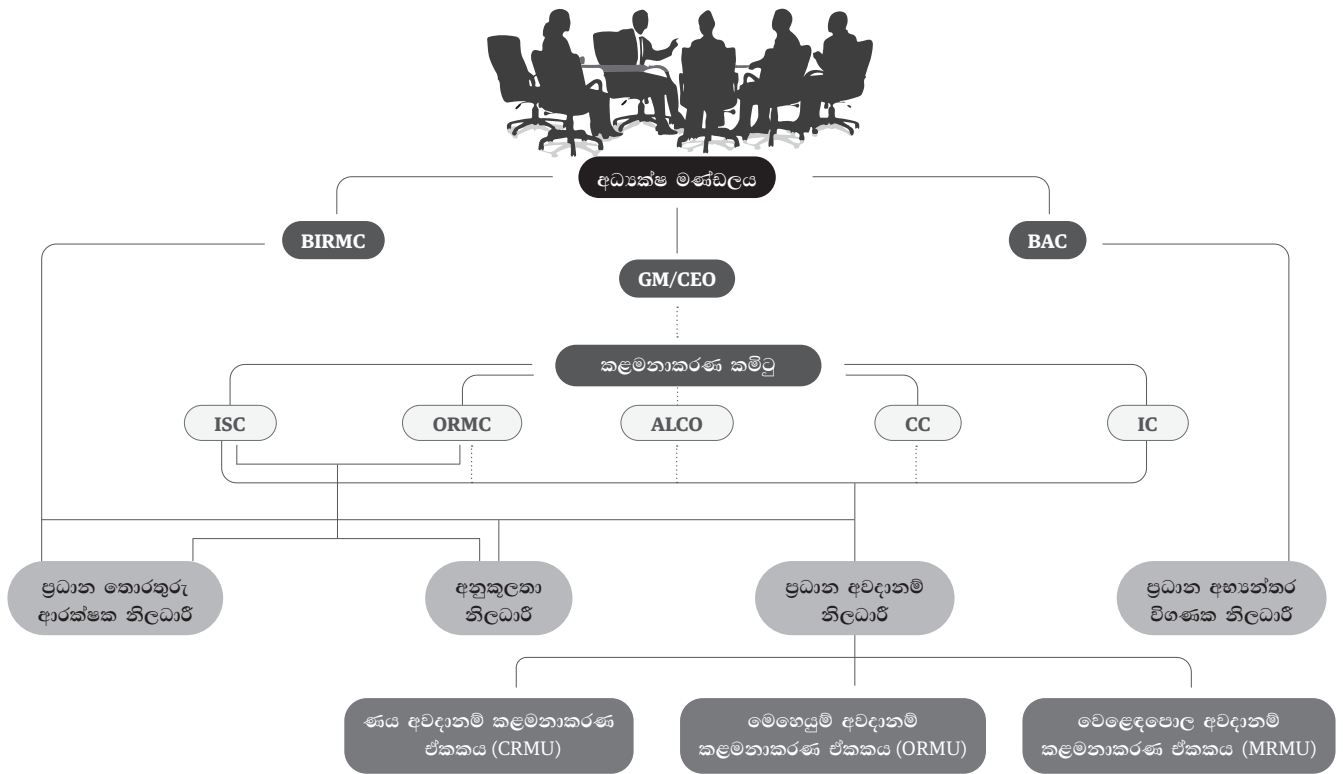 අධ්‍යක්ෂ මණ්ඩලය
BIRMC
BAC
GM/CEO
කළමනාකරණ කමිටු
ISC
ORMC
ALCO
CC
IC
ප්‍රධාන තොරතුරු
ආරක්ෂක නිලධාරී
අනුකූලතා
නිලධාරී
ප්‍රධාන අවදානම්
නිලධාරී
ප්‍රධාන අභ්‍යන්තර
විගණක නිලධාරී
ණය අවදානම් කළමනාකරණ
ඒකකය (CRMU)
මෙහෙයුම් අවදානම්
කළමනාකරණ ඒකකය (ORMU)
වෙළෙඳපොල අවදානම්
කළමනාකරණ ඒකකය (MRMU)